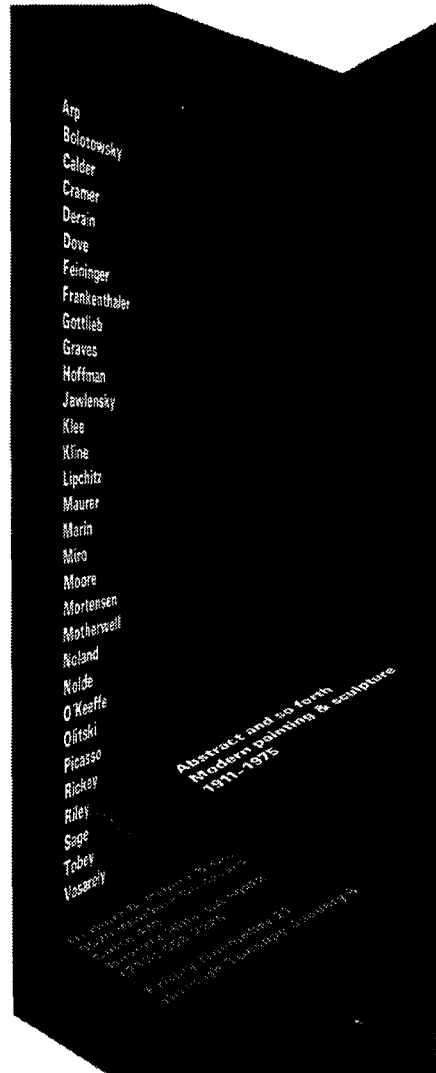 Arp
Bolotowsky
Calder
Cramer
Derain
Dove
Feininger
Frankenthaler
Gottlieb
Graves
Hoffman
Jawlensky
Klee
Kline
Lipchitz
Maurer
Marin
Miro
Moore
Mortensen
Motherwell
Noland
Nolde
O'Keeffe
Olitski
Picasso
Rickey
Riley
Sage
Tobey
Vasarely
Abstract and so forth
Modern painting & sculpture
1911-1975
Friday
through